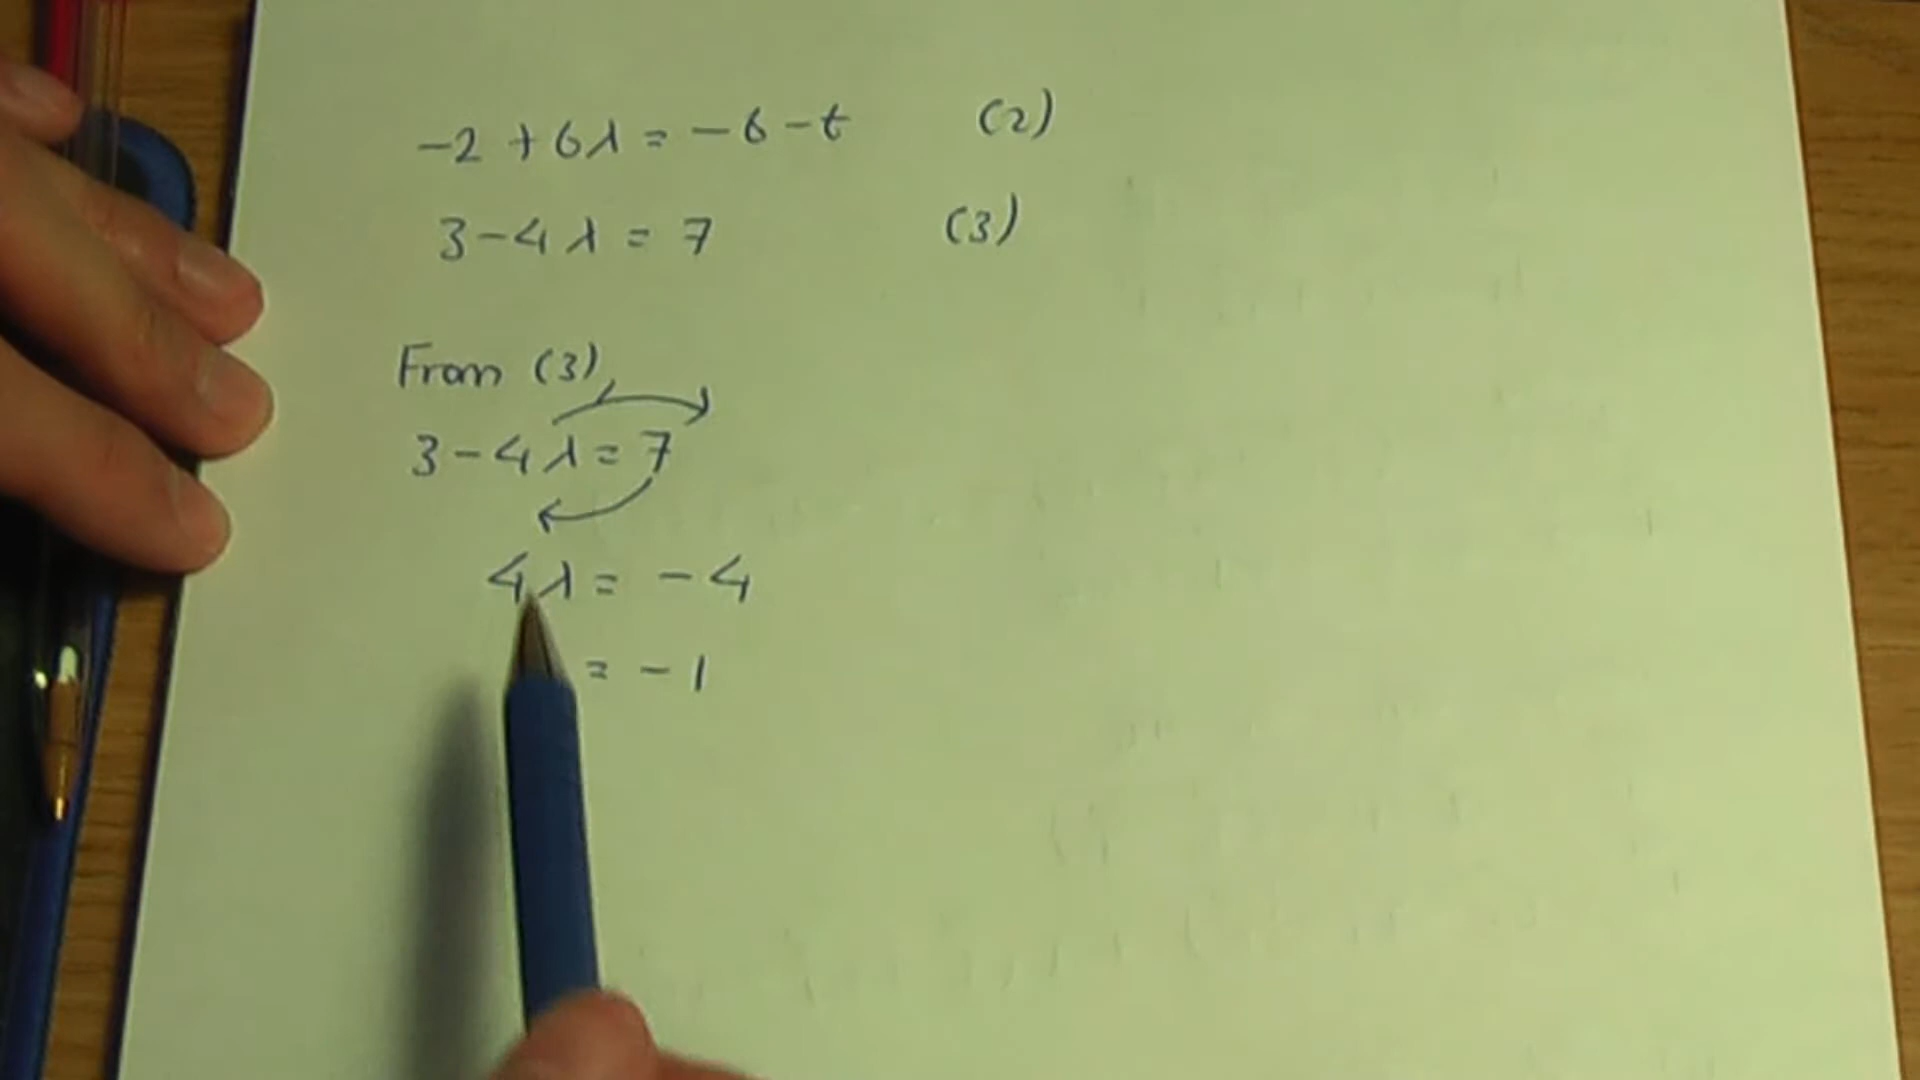 -2 + 6λ = -6 - t (2)
3 - 4λ = 7 (3)
From (3),
3 - 4λ = 7
4λ = -4
= -1